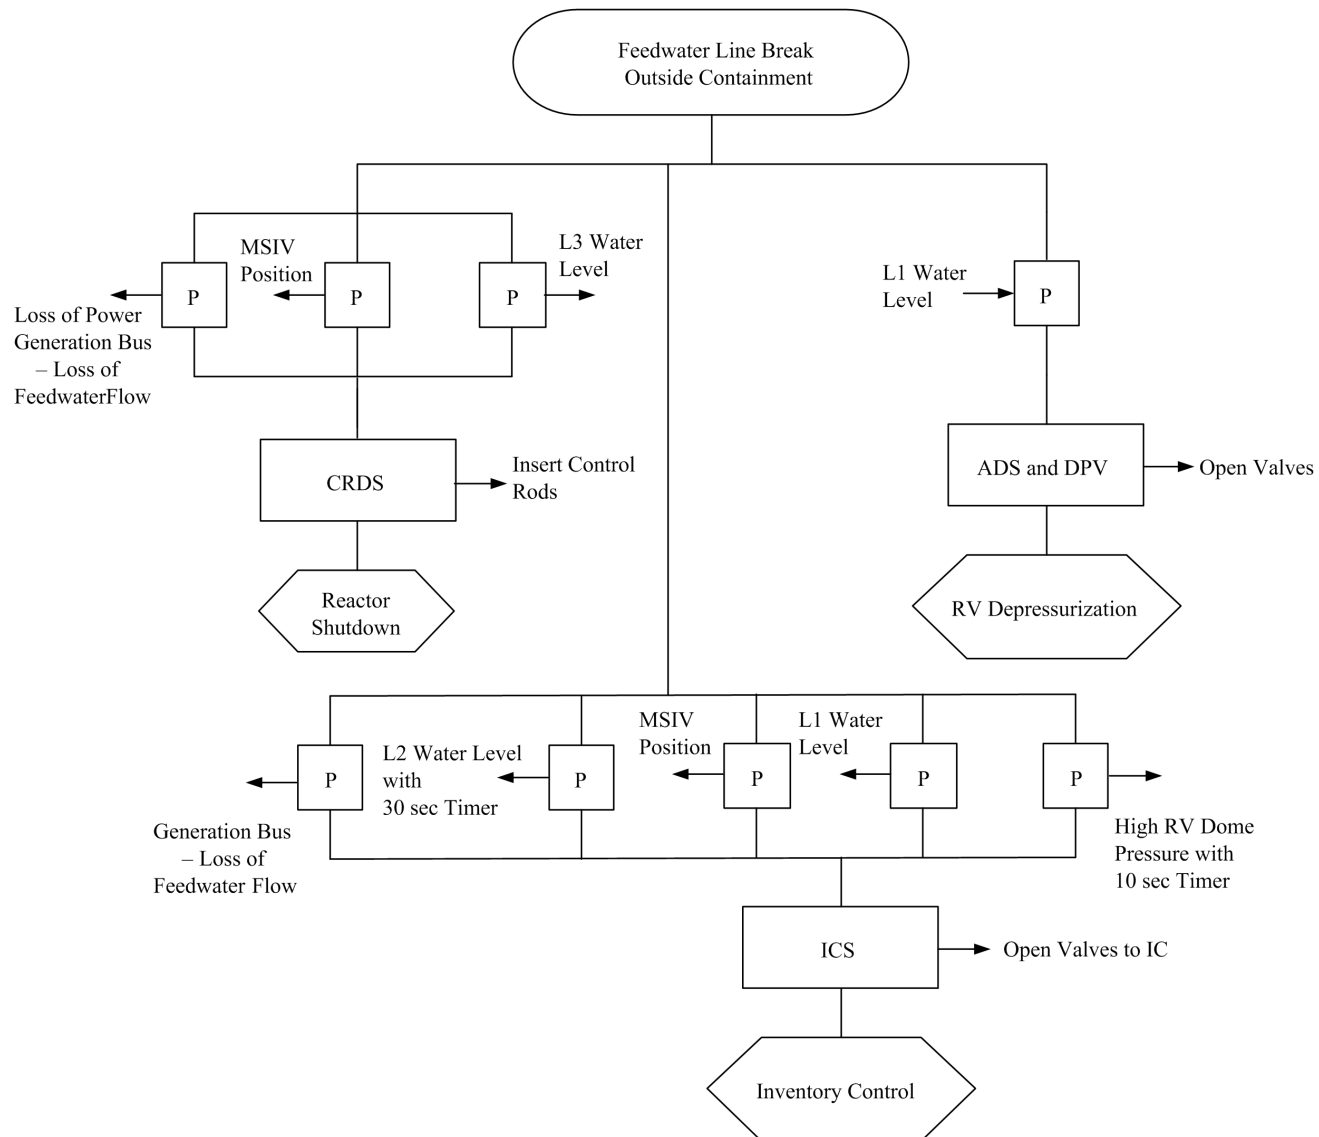 Feedwater Line Break
Outside Containment
MSIV
Position
L3 Water
Level
P
P
P
Loss of Power
Generation Bus
– Loss of
FeedwaterFlow
L1 Water
Level
P
CRDS
Insert Control
Rods
ADS and DPV
Open Valves
Reactor
Shutdown
RV Depressurization
P
L2 Water Level
with
30 sec Timer
P
MSIV
Position
P
L1 Water
Level
P
P
Generation Bus
– Loss of
Feedwater Flow
High RV Dome
Pressure with
10 sec Timer
ICS
Open Valves to IC
Inventory Control